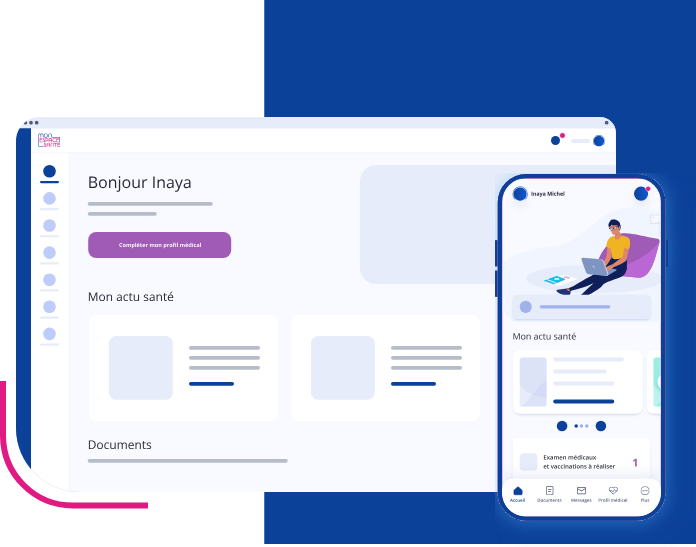 mon
ESPACE
SANTÉ
Bonjour Inaya
Compléter mon profil médical
Mon actu santé
Documents
Inaya Michel
Mon actu santé
Examen médicaux
et vaccinations à réaliser
1
Accueil
Documents
Messages
Profil médical
Plus